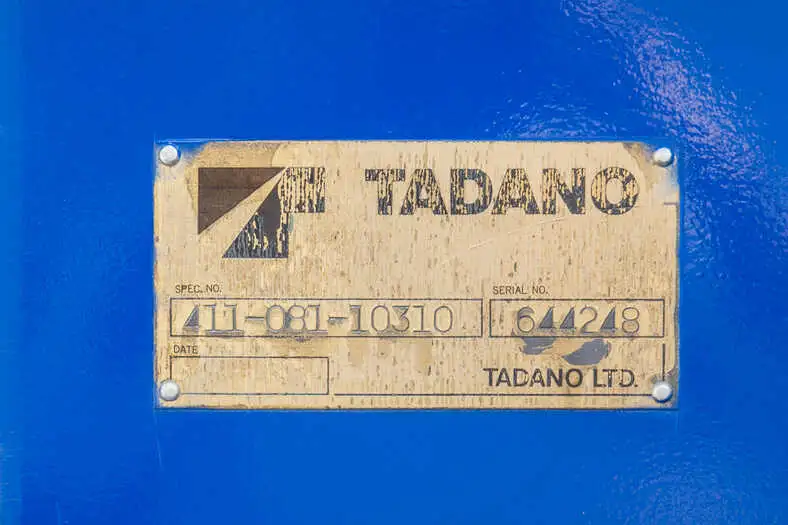 TADANO
SPEC. NO.
SERIAL NO.
411-081-10310
644248
DATE
TADANO LTD.